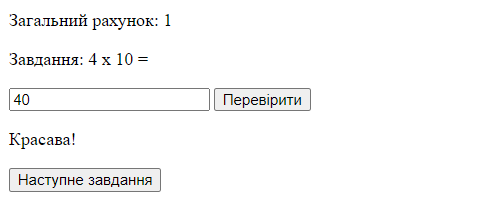 Загальний рахунок: 1
Завдання: 4 x 10 =
40 Перевірити
Красава!
Наступне завдання